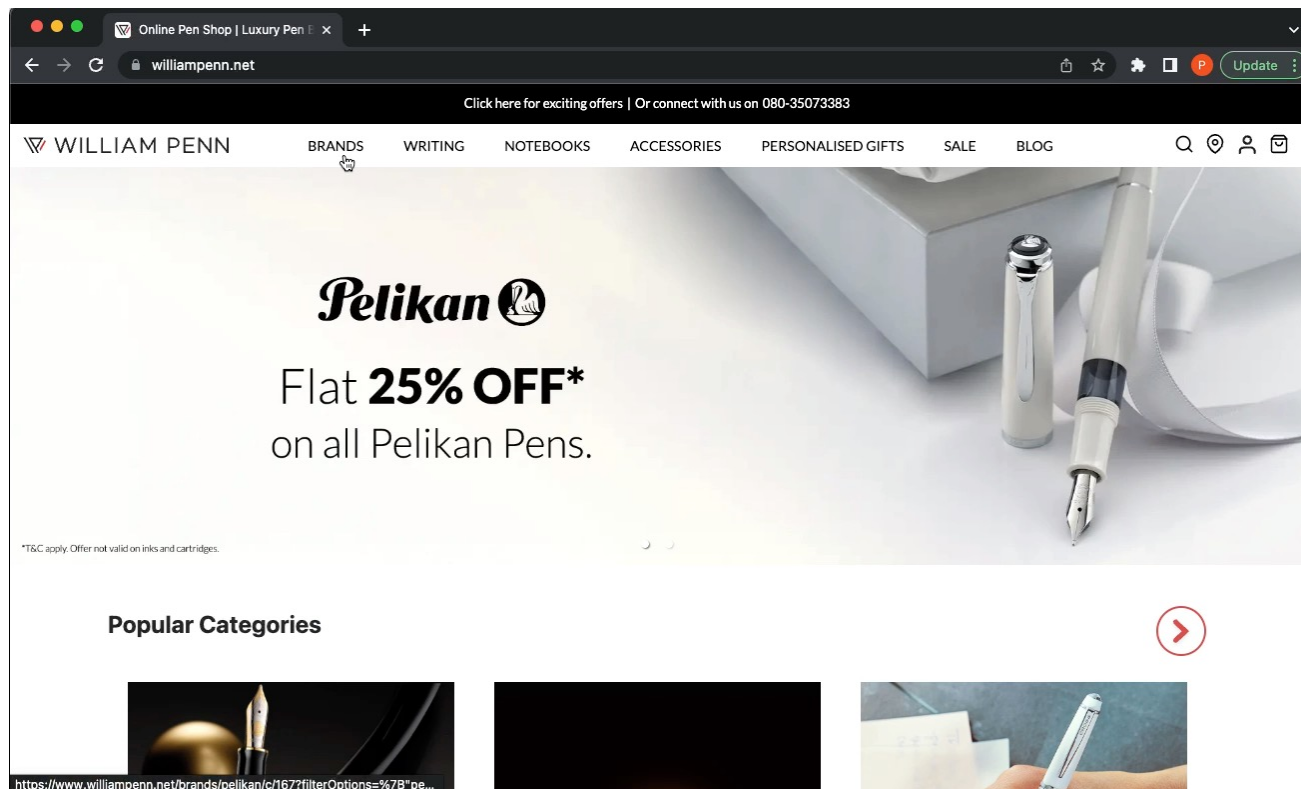 Online Pen Shop | Luxury Pen B
williampenn.net
P
Update
Click here for exciting offers | Or connect with us on 080-35073383
WILLIAM PENN
BRANDS WRITING NOTEBOOKS ACCESSORIES PERSONALISED GIFTS SALE BLOG
Pelikan
Flat 25% OFF*
on all Pelikan Pens.
*T&C apply. Offer not valid on inks and cartridges.
Popular Categories
https://www.williampenn.net/brands/pelikan/c/167?filterOptions=%7B"pe...